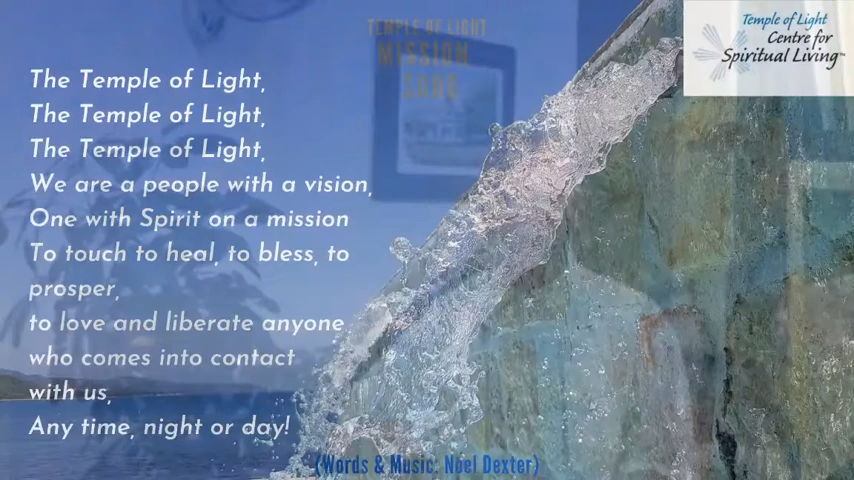 TEMPLE OF LIGHT
MISSION
SONG
Temple of Light
Centre for
Spiritual Living™
The Temple of Light,
The Temple of Light,
The Temple of Light,
We are a people with a vision,
One with Spirit on a mission
To touch to heal, to bless, to
prosper,
to love and liberate anyone
who comes into contact
with us,
Any time, night or day!
(Words & Music: Noel Dexter)